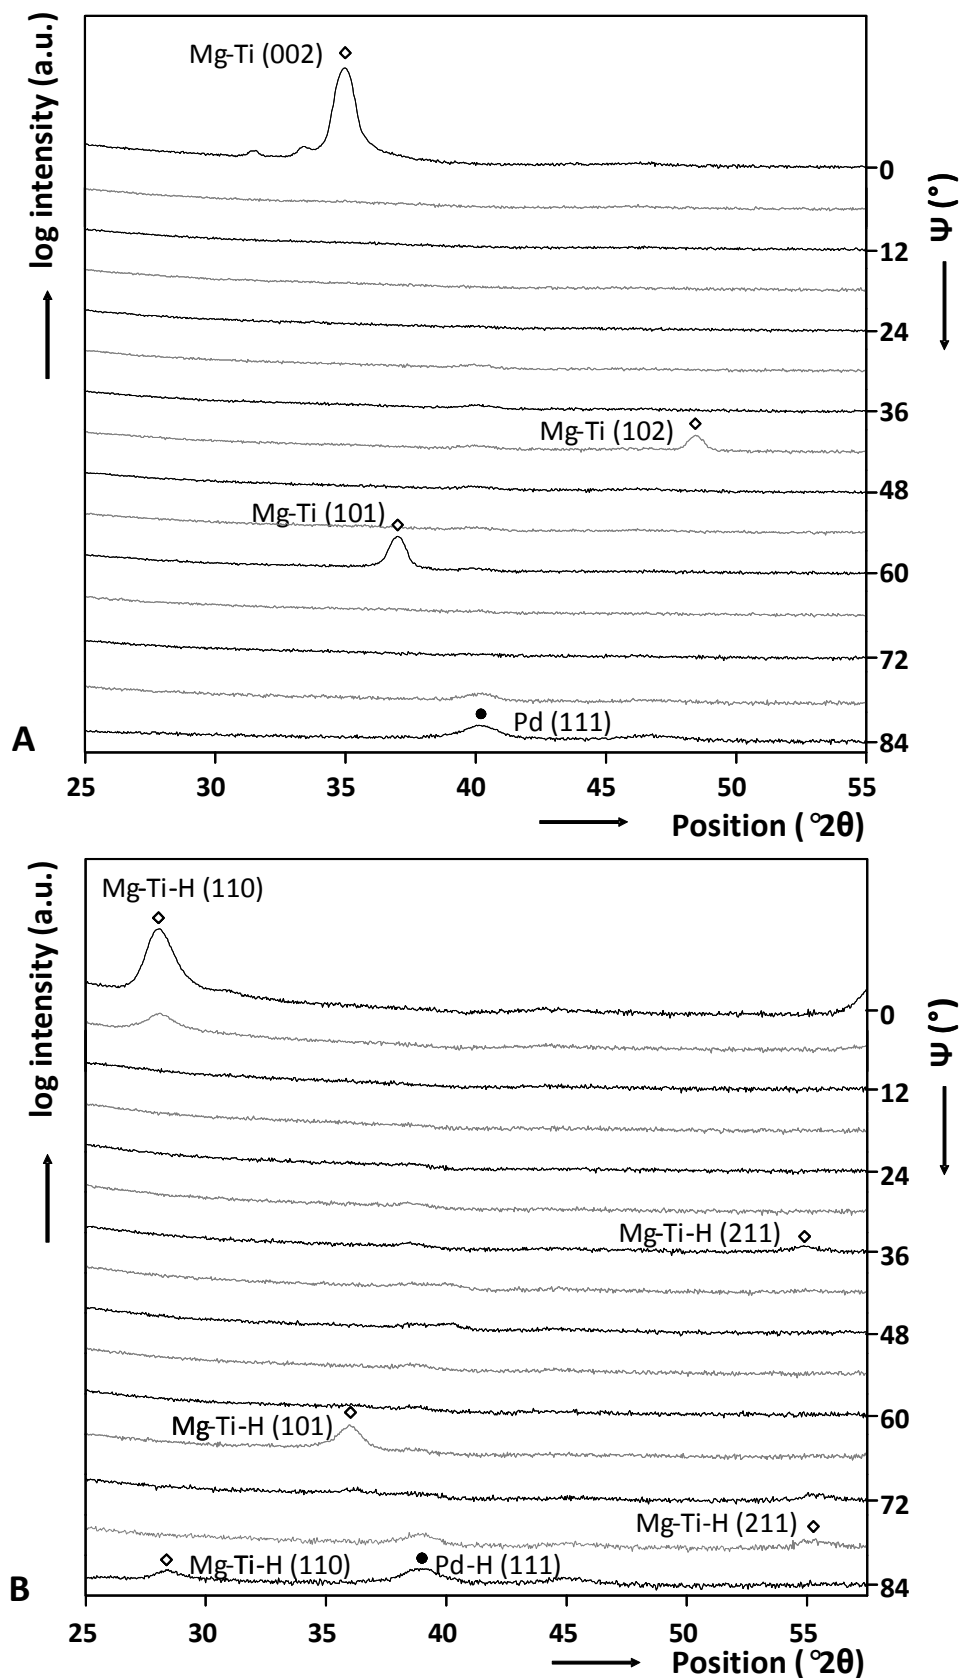 log intensity (a.u.)
Mg-Ti (002)
0
12
24
36
Mg-Ti (102)
48
Mg-Ti (101)
60
72
Pd (111)
84
Ψ (°)
A
25 30 35 40 45 50 55
Position (°2θ)
log intensity (a.u.)
Mg-Ti-H (110)
0
12
24
Mg-Ti-H (211)
36
48
60
Mg-Ti-H (101)
72
Mg-Ti-H (211)
Mg-Ti-H (110) Pd-H (111)
84
Ψ (°)
B
25 30 35 40 45 50 55
Position (°2θ)